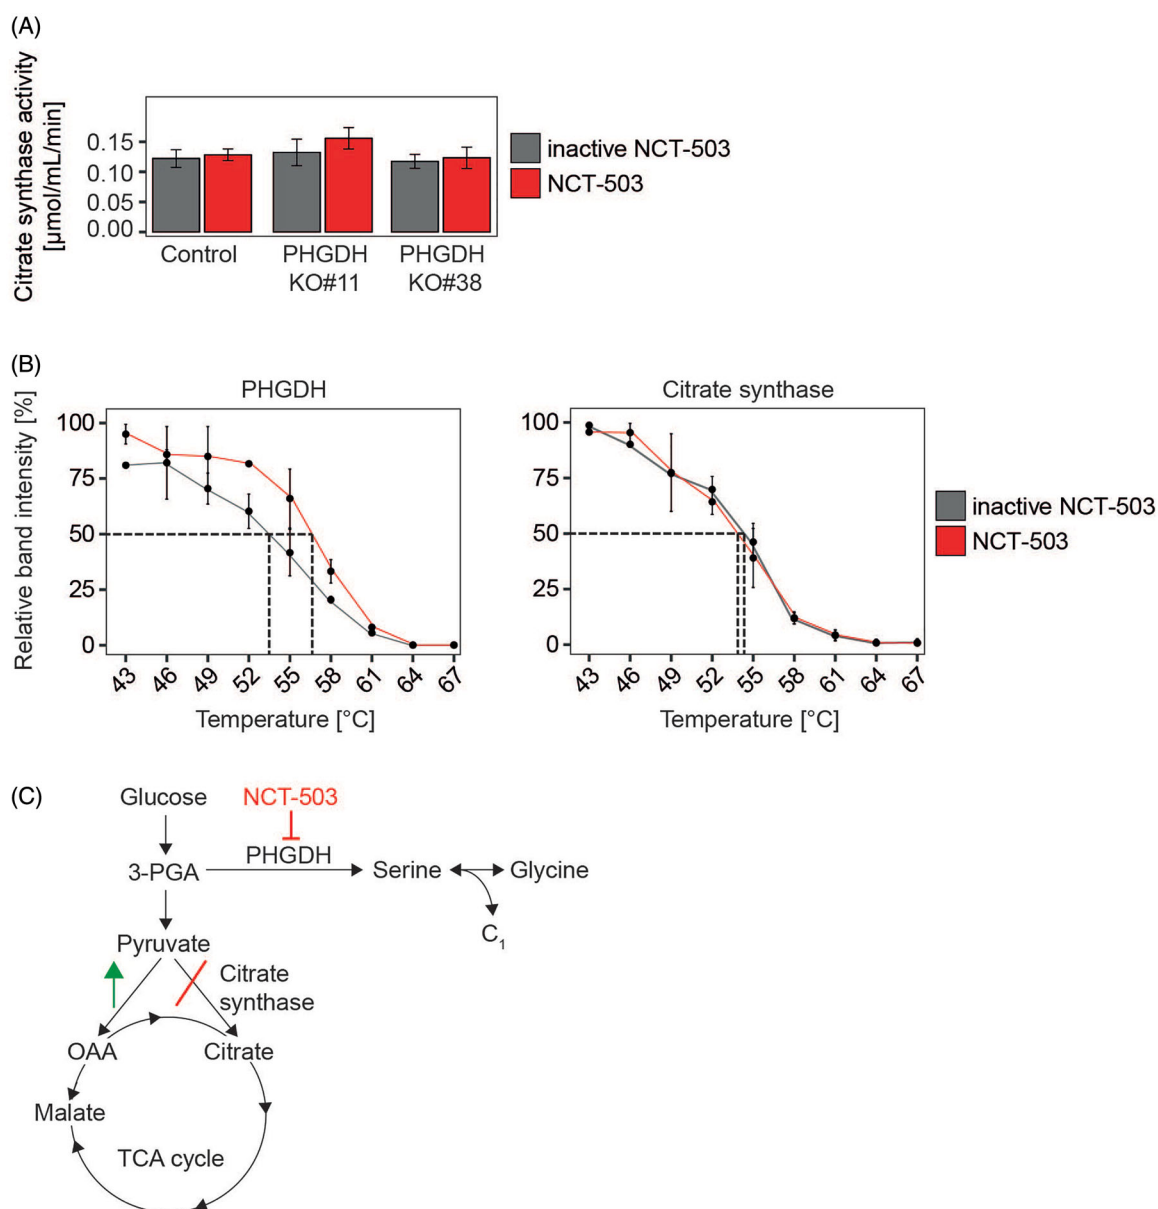 (A)
Citrate synthase activity
[µmol/mL/min]
0.15
0.10
0.05
0.00
Control
PHGDH
KO#11
PHGDH
KO#38
inactive NCT-503
NCT-503
(B)
PHGDH
Relative band intensity [%]
100
75
50
25
0
43
46
49
52
55
58
61
64
67
Temperature [°C]
Citrate synthase
100
75
50
25
0
43
46
49
52
55
58
61
64
67
Temperature [°C]
inactive NCT-503
NCT-503
(C)
Glucose
NCT-503
PHGDH
3-PGA
Serine
Glycine
C₁
Pyruvate
Citrate
synthase
OAA
Citrate
Malate
TCA cycle